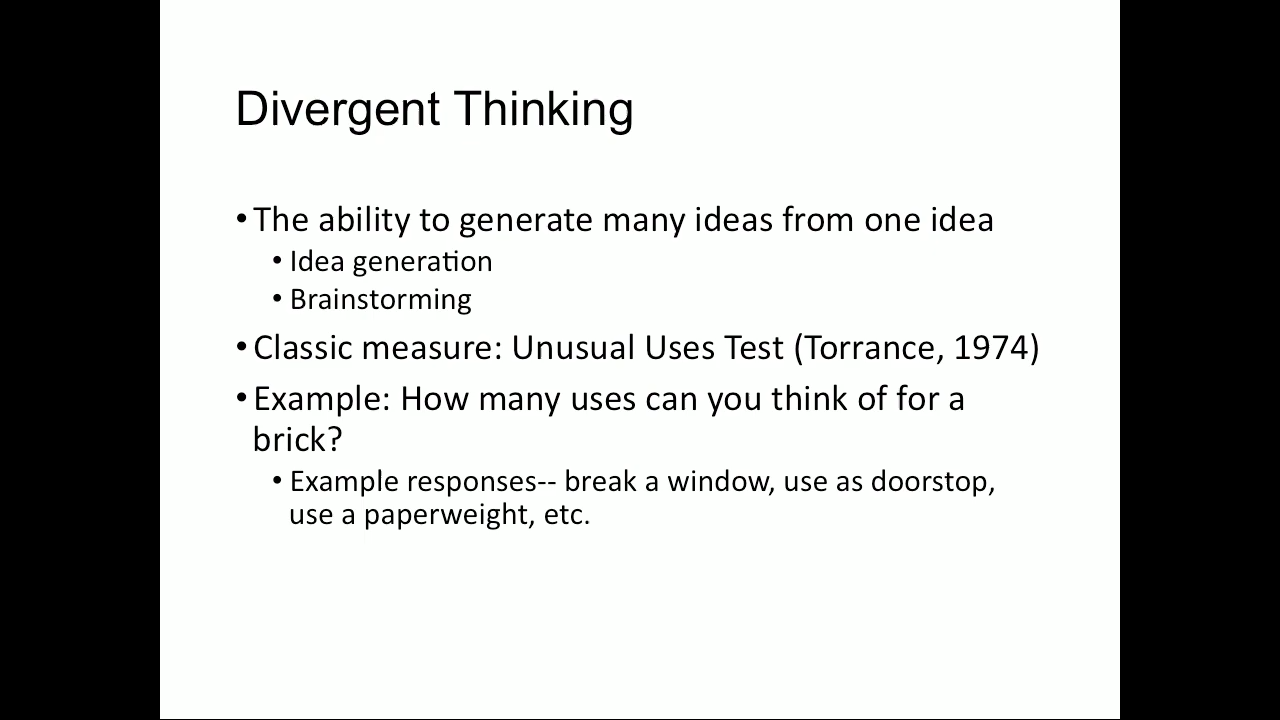 Divergent Thinking
• The ability to generate many ideas from one idea
• Idea generation
• Brainstorming
• Classic measure: Unusual Uses Test (Torrance, 1974)
• Example: How many uses can you think of for a
brick?
• Example responses-- break a window, use as doorstop,
use a paperweight, etc.